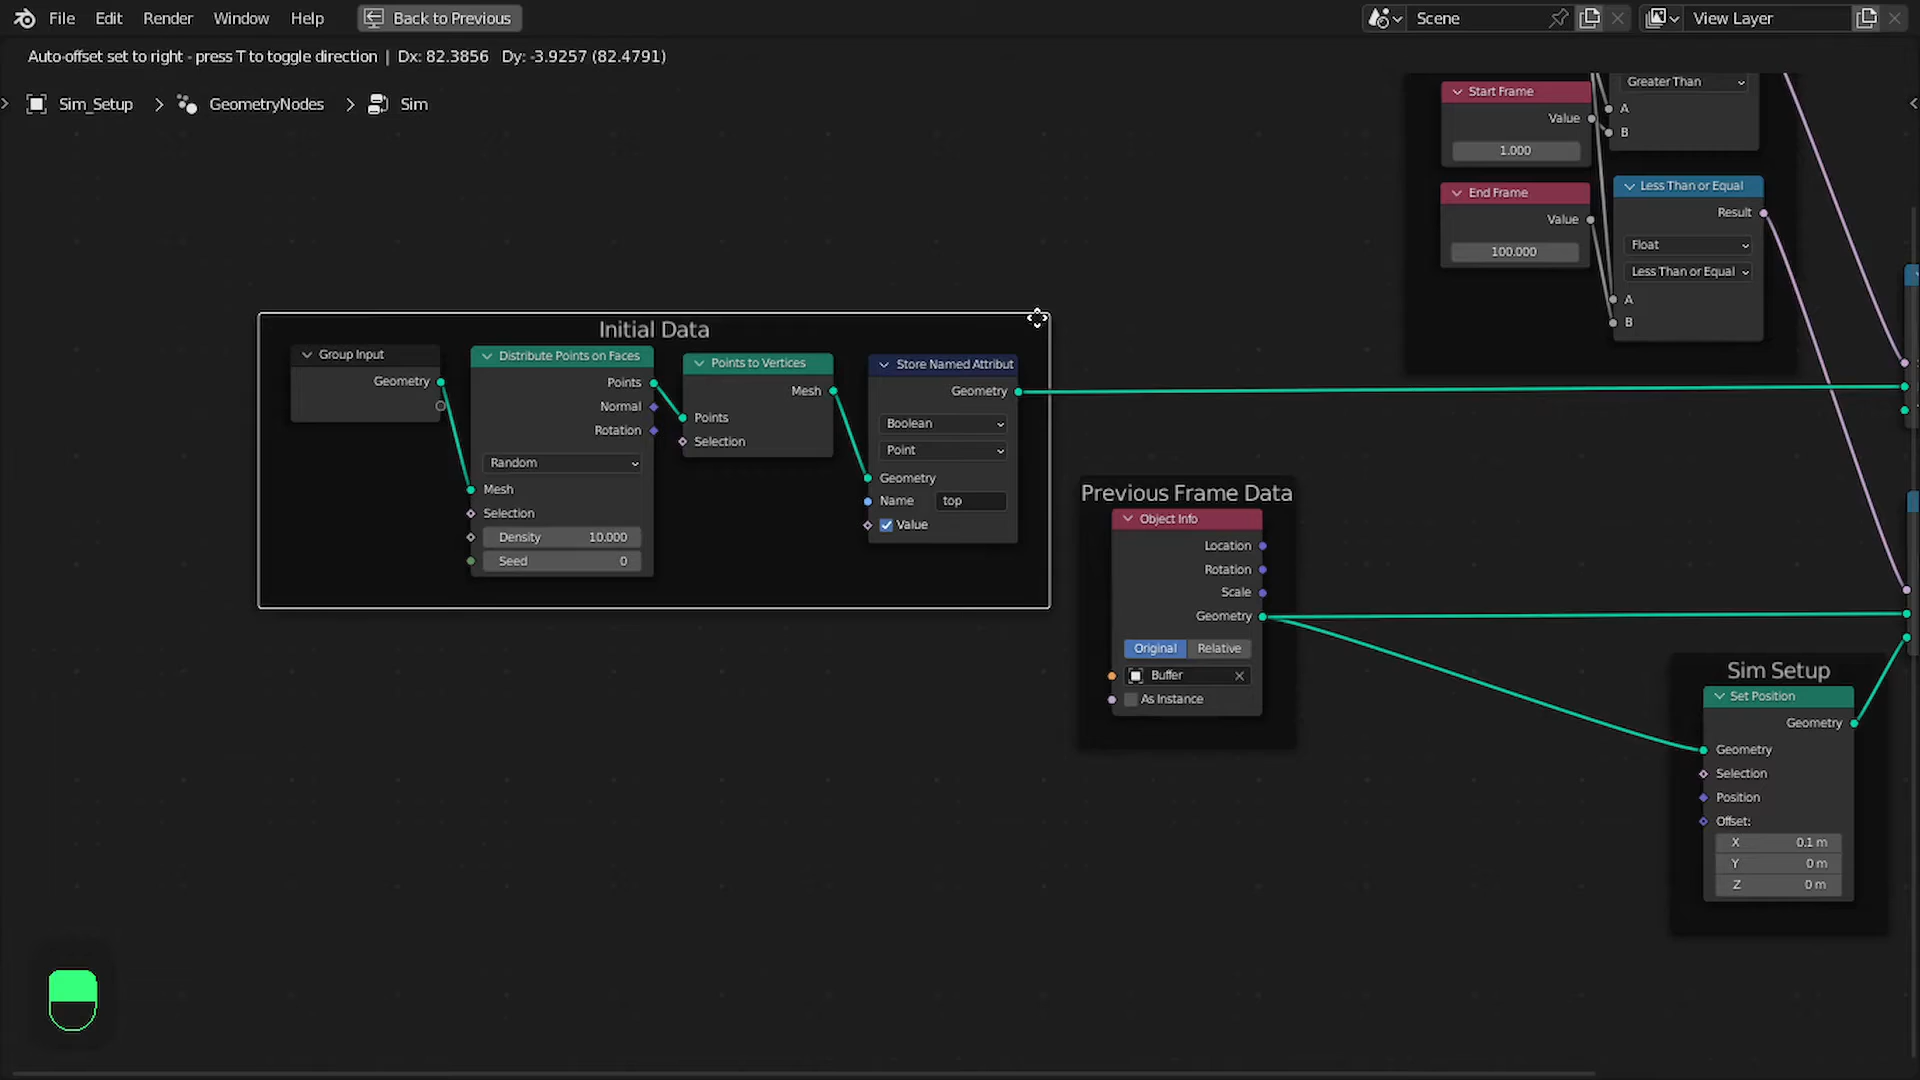 File Edit Render Window Help Back to Previous Scene View Layer
Auto-offset set to right - press T to toggle direction | Dx: 82.3856 Dy: -3.9257 (82.4791)
Sim_Setup > GeometryNodes > Sim
Greater Than
A
B
Start Frame
Value
1.000
End Frame
Value
100.000
Less Than or Equal
Result
Float
Less Than or Equal
A
B
Initial Data
Group Input
Geometry
Distribute Points on Faces
Points
Normal
Rotation
Random
Mesh
Selection
Density 10.000
Seed 0
Points to Vertices
Mesh
Points
Selection
Store Named Attribut
Geometry
Boolean
Point
Geometry
Name top
Value
Previous Frame Data
Object Info
Location
Rotation
Scale
Geometry
Original Relative
Buffer
As Instance
Sim Setup
Set Position
Geometry
Geometry
Selection
Position
Offset:
X 0.1 m
Y 0 m
Z 0 m